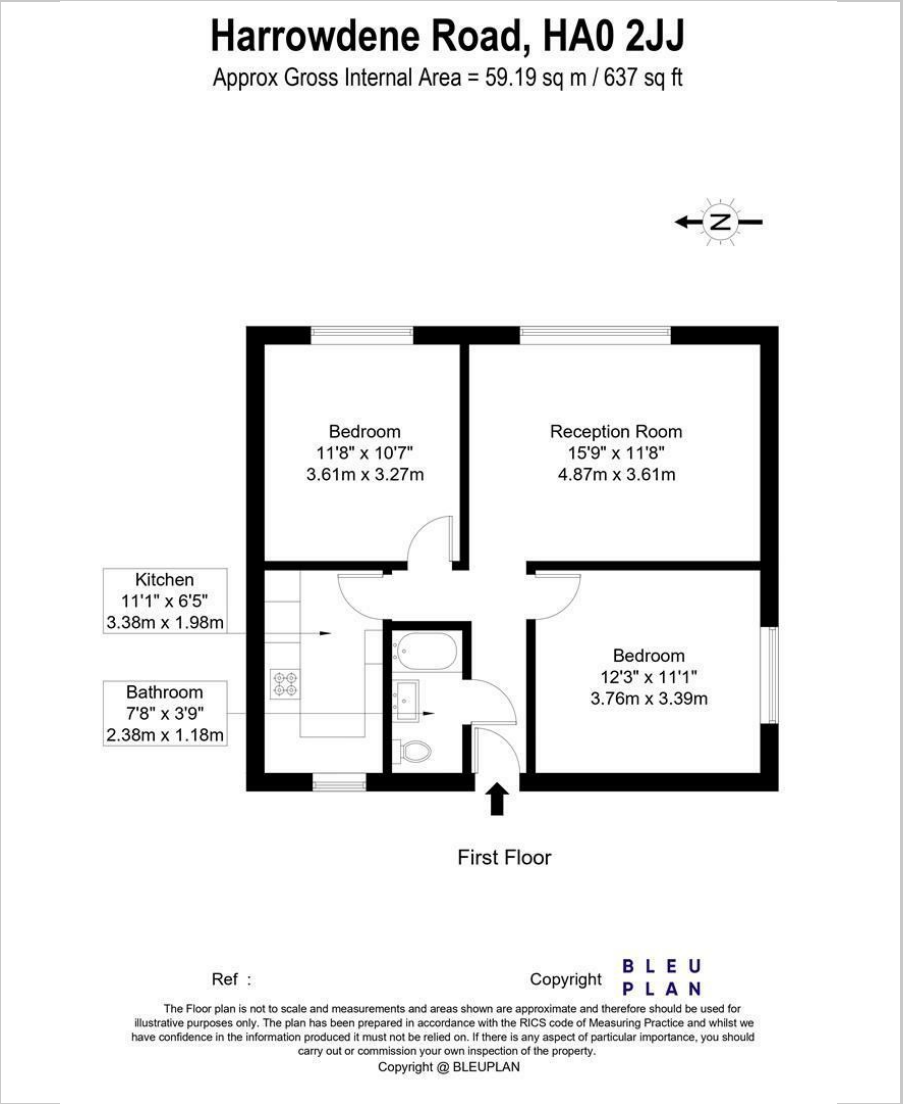 Harrowdene Road, HA0 2JJ
Approx Gross Internal Area = 59.19 sq m / 637 sq ft
N
Bedroom
11'8" x 10'7"
3.61m x 3.27m
Reception Room
15'9" x 11'8"
4.87m x 3.61m
Kitchen
11'1" x 6'5"
3.38m x 1.98m
Bedroom
12'3" x 11'1"
3.76m x 3.39m
Bathroom
7'8" x 3'9"
2.38m x 1.18m
First Floor
Ref :
Copyright
BLEU
PLAN
The Floor plan is not to scale and measurements and areas shown are approximate and therefore should be used for
illustrative purposes only. The plan has been prepared in accordance with the RICS code of Measuring Practice and whilst we
have confidence in the information produced it must not be relied on. If there is any aspect of particular importance, you should
carry out or commission your own inspection of the property.
Copyright @ BLEUPLAN